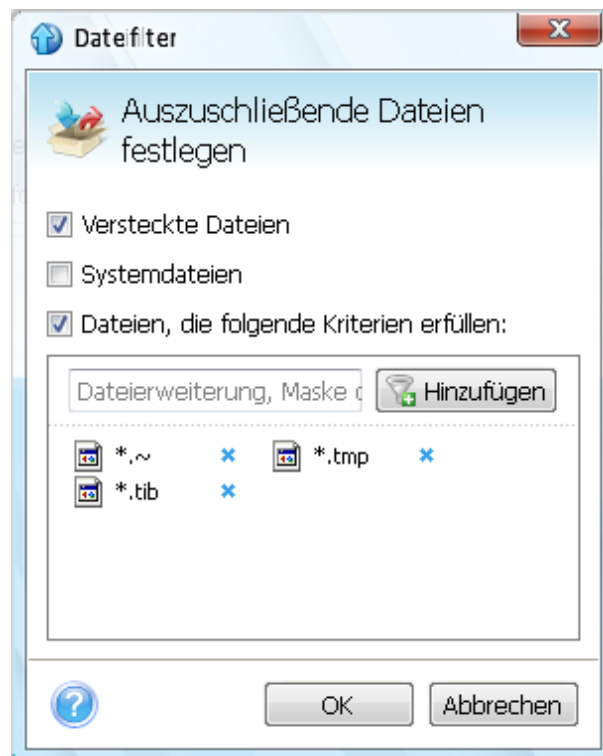 Dateifilter
Auszuschließende Dateien
festlegen
Versteckte Dateien
Systemdateien
Dateien, die folgende Kriterien erfüllen:
Dateierweiterung, Maske
Hinzufügen
*.~ *.tmp
*.tib
OK Abbrechen